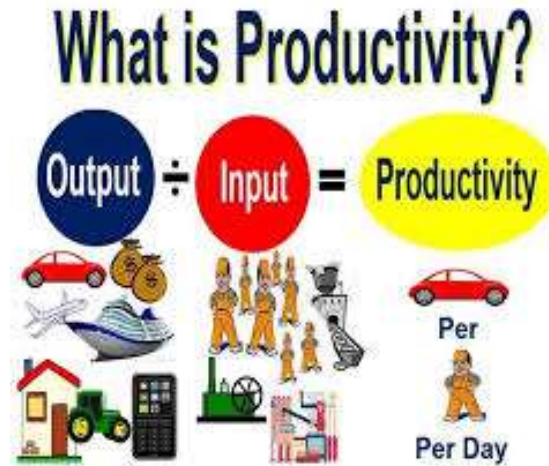 What is Productivity?
Output ÷ Input = Productivity
Per
Per Day